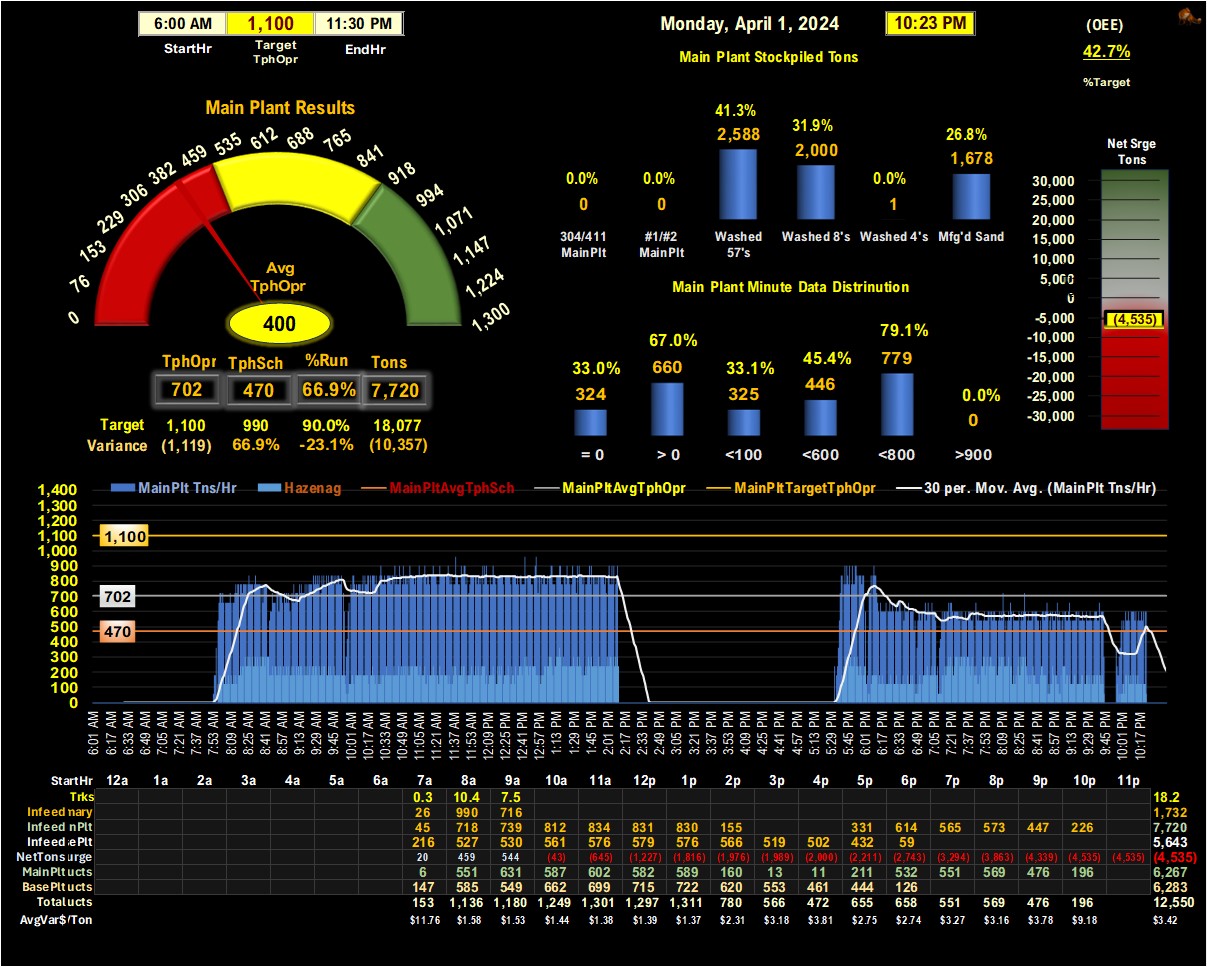 6:00 AM 1,100 11:30 PM
StartHr Target TphOpr EndHr
Monday, April 1, 2024
10:23 PM
(OEE)
42.7%
%Target
Main Plant Stockpiled Tons
41.3% 31.9% 26.8%
2,588 2,000 1,678
0.0% 0.0% 0.0%
0 0 1
304/411 MainPlt #1/#2 MainPlt Washed 57's Washed 8's Washed 4's Mfg'd Sand
Main Plant Results
0 76 153 229 306 382 459 535 612 688 765 841 918 994 1,071 1,147 1,224 1,300
Avg
TphOpr
400
TphOpr TphSch %Run Tons
702 470 66.9% 7,720
Target 1,100 990 90.0% 18,077
Variance (1,119) 66.9% -23.1% (10,357)
Main Plant Minute Data Distrinution
33.0% 67.0% 33.1% 45.4% 79.1% 0.0%
324 660 325 446 779 0
= 0 > 0 <100 <600 <800 >900
Net Srge
Tons
30,000
25,000
20,000
15,000
10,000
5,000
0
-5,000
(4,535)
-10,000
-15,000
-20,000
-25,000
-30,000
MainPlt Tns/Hr Hazenag MainPltAvgTphSch MainPltAvgTphOpr MainPltTargetTphOpr 30 per. Mov. Avg. (MainPlt Tns/Hr)
1,400
1,300
1,200
1,100 1,100
1,000
900
800
700 702
600
500 470
400
300
200
100
0
6:01 AM 6:17 AM 6:33 AM 6:49 AM 7:05 AM 7:21 AM 7:37 AM 7:53 AM 8:09 AM 8:25 AM 8:41 AM 8:57 AM 9:13 AM 9:29 AM 9:45 AM 10:01 AM 10:17 AM 10:33 AM 10:49 AM 11:05 AM 11:21 AM 11:37 AM 11:53 AM 12:09 PM 12:25 PM 12:41 PM 12:57 PM 1:13 PM 1:29 PM 1:45 PM 2:01 PM 2:17 PM 2:33 PM 2:49 PM 3:05 PM 3:21 PM 3:37 PM 3:53 PM 4:09 PM 4:25 PM 4:41 PM 4:57 PM 5:13 PM 5:29 PM 5:45 PM 6:01 PM 6:17 PM 6:33 PM 6:49 PM 7:05 PM 7:21 PM 7:37 PM 7:53 PM 8:09 PM 8:25 PM 8:41 PM 8:57 PM 9:13 PM 9:29 PM 9:45 PM 10:01 PM 10:17 PM
StartHr 12a 1a 2a 3a 4a 5a 6a 7a 8a 9a 10a 11a 12p 1p 2p 3p 4p 5p 6p 7p 8p 9p 10p 11p
Trks 0.3 10.4 7.5 18.2
Infeed nary 26 990 716 1,732
Infeed nPlt 45 718 739 812 834 831 830 155 331 614 565 573 447 226 7,720
Infeed ePlt 216 527 530 561 576 579 576 566 519 502 432 59 5,643
NetTons urge 20 459 544 (43) (645) (1,227) (1,816) (1,976) (1,989) (2,000) (2,211) (2,743) (3,294) (3,863) (4,339) (4,535) (4,535) (4,535)
MainPlt ucts 6 551 631 587 602 582 589 160 13 11 211 532 551 569 476 196 6,267
BasePlt ucts 147 585 549 662 699 715 722 620 553 461 444 126 6,283
Total ucts 153 1,136 1,180 1,249 1,301 1,297 1,311 780 566 472 655 658 551 569 476 196 12,550
AvgVar$/Ton $11.76 $1.58 $1.53 $1.44 $1.38 $1.39 $1.37 $2.31 $3.18 $3.81 $2.75 $2.74 $3.27 $3.16 $3.78 $9.18 $3.42